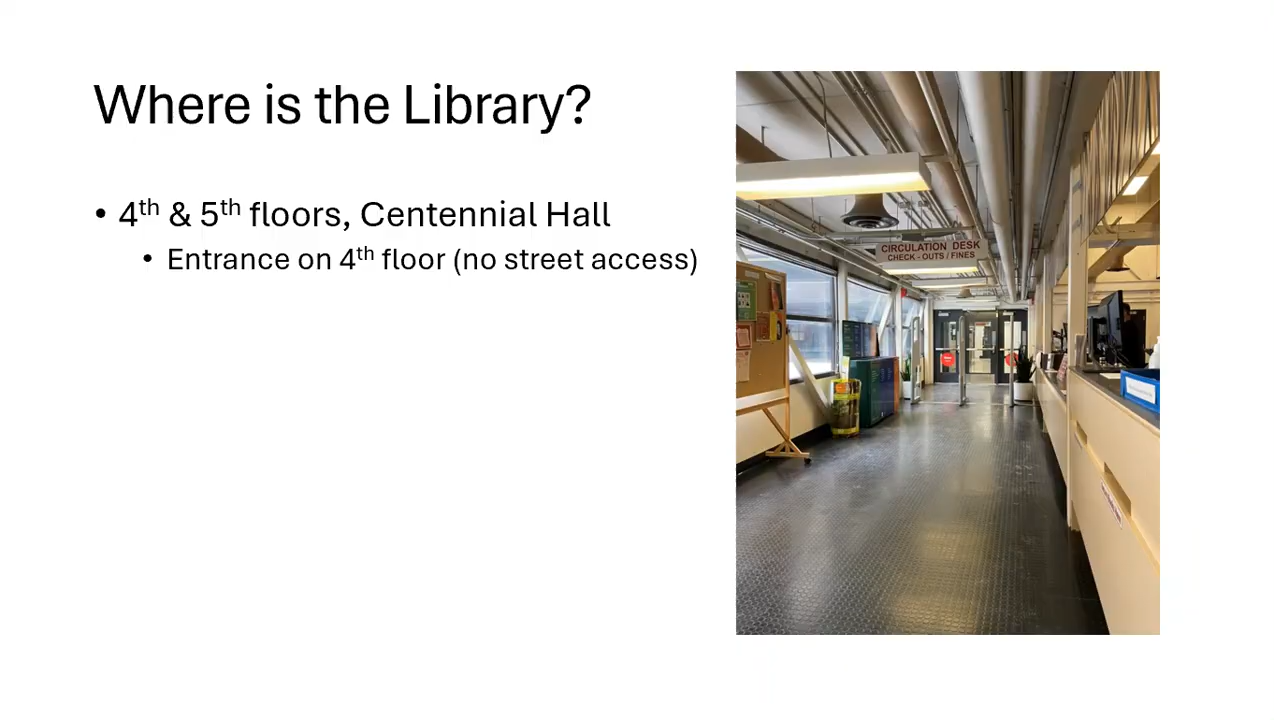 Where is the Library?
• 4th & 5th floors, Centennial Hall
• Entrance on 4th floor (no street access)
CIRCULATION DESK
CHECK - OUTS / FINES